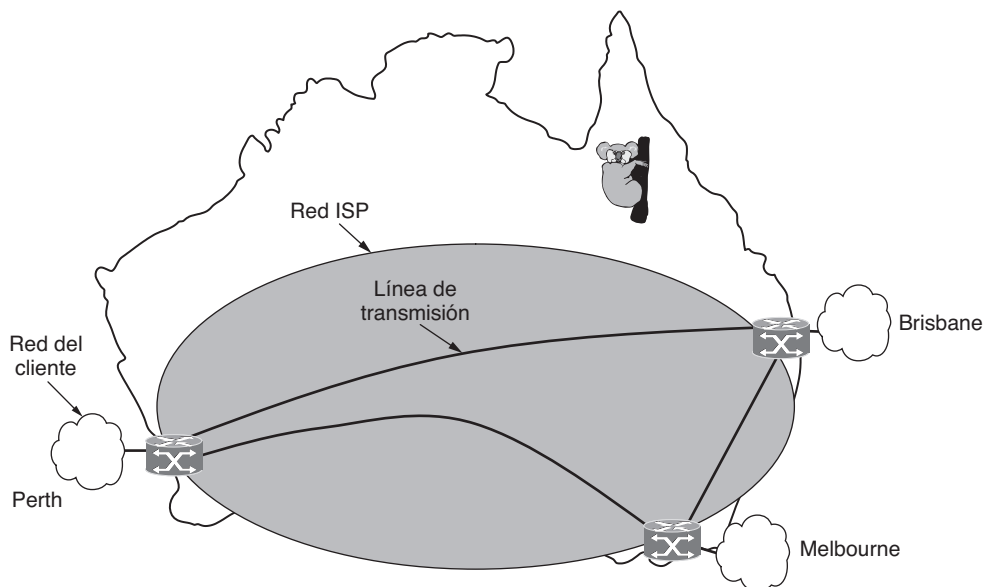 Red ISP
Línea de
transmisión
Brisbane
Red del
cliente
Perth
Melbourne